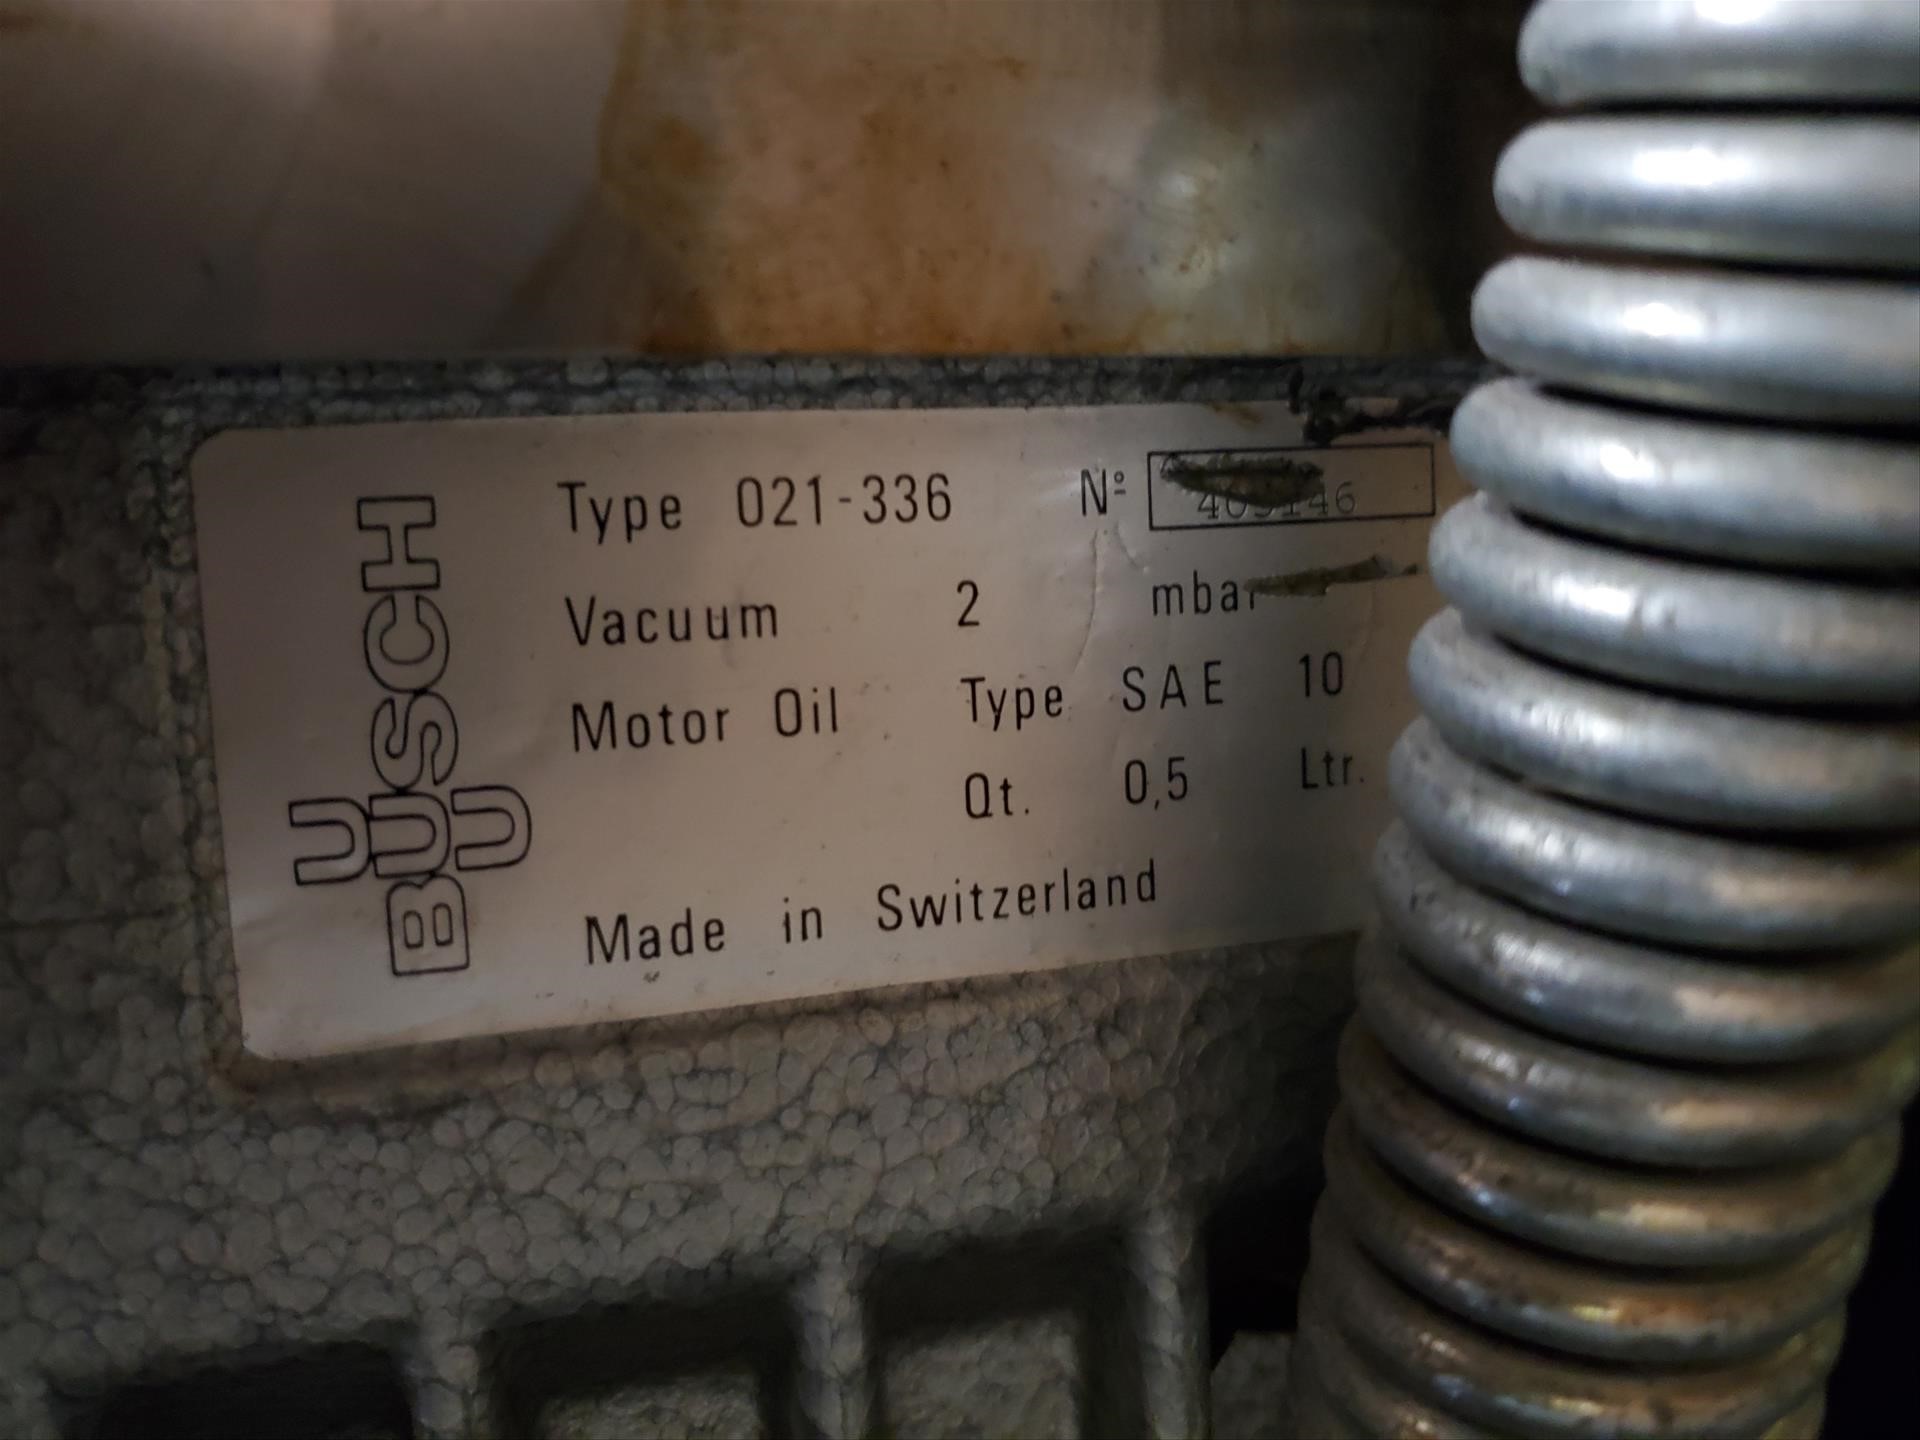 BUSCH
Type 021-336 Nº
Vacuum 2 mbar
Motor Oil Type SAE 10
Qt. 0,5 Ltr.
Made in Switzerland